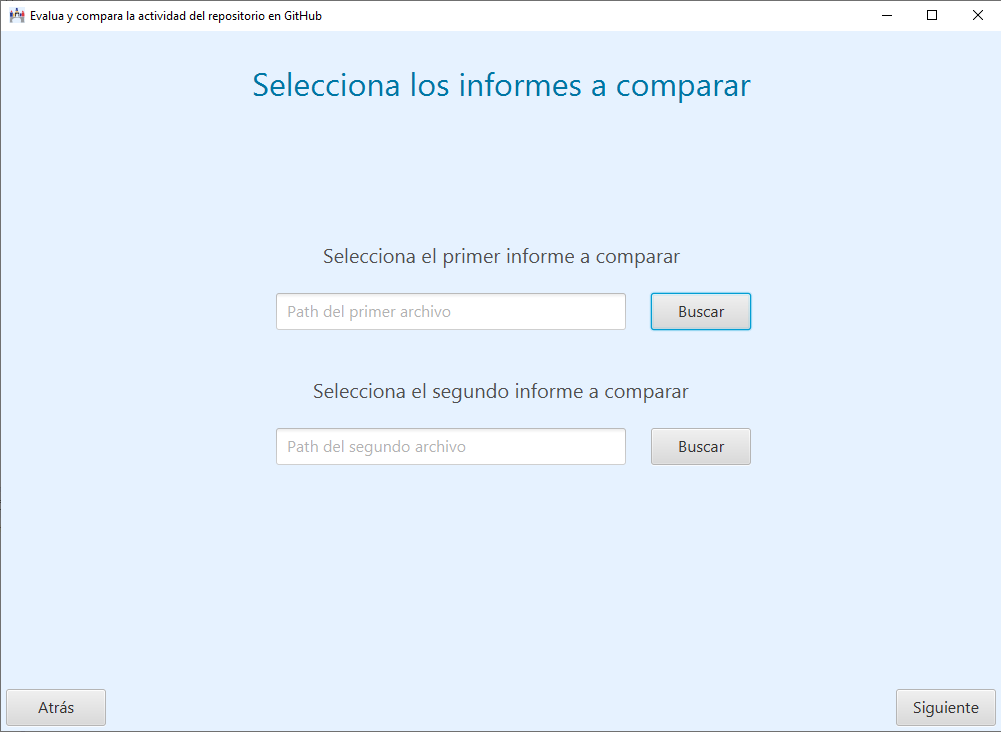 Evalua y compara la actividad del repositorio en GitHub
Selecciona los informes a comparar
Selecciona el primer informe a comparar
Path del primer archivo
Buscar
Selecciona el segundo informe a comparar
Path del segundo archivo
Buscar
Atrás
Siguiente